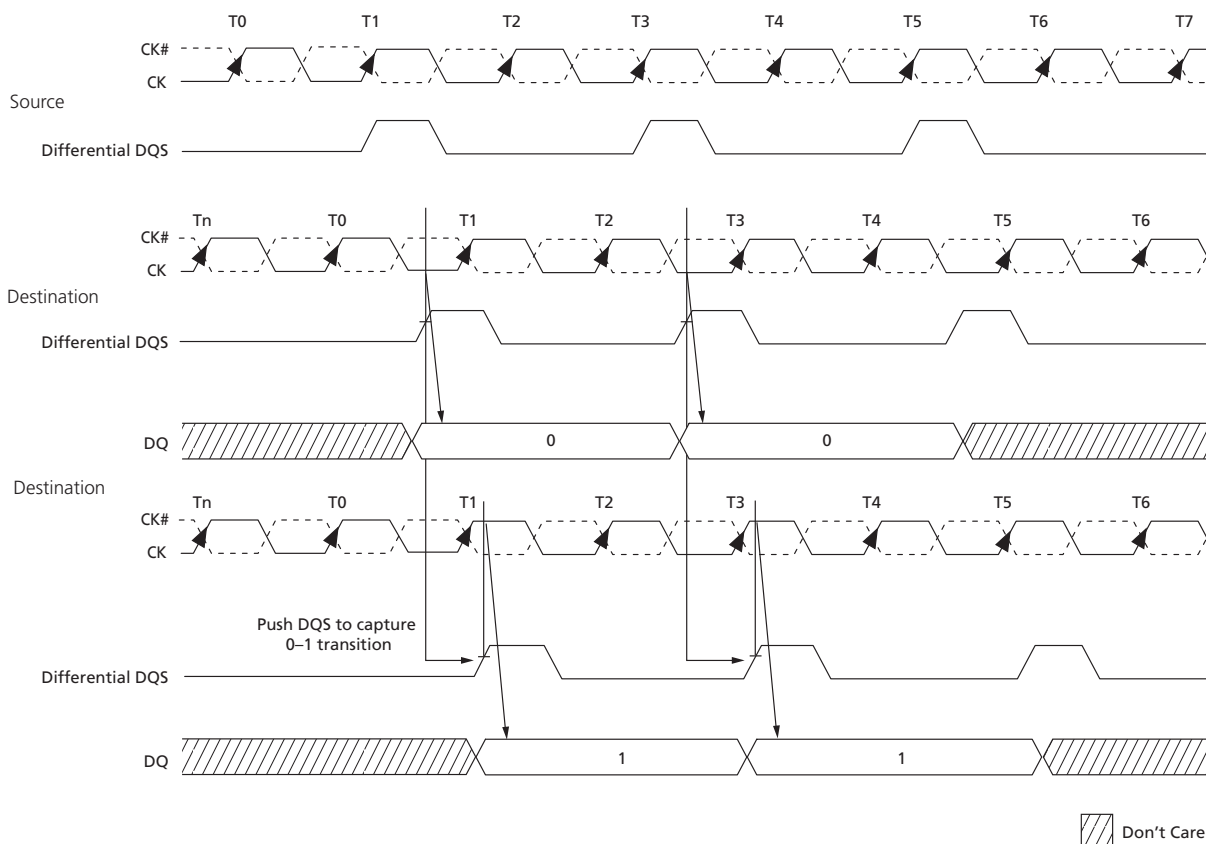 T0 T1 T2 T3 T4 T5 T6 T7
CK#
CK
Source
Differential DQS
Tn T0 T1 T2 T3 T4 T5 T6
CK#
CK
Destination
Differential DQS
DQ 0 0
Destination
Tn T0 T1 T2 T3 T4 T5 T6
CK#
CK
Push DQS to capture
0–1 transition
Differential DQS
DQ 1 1
Don't Care